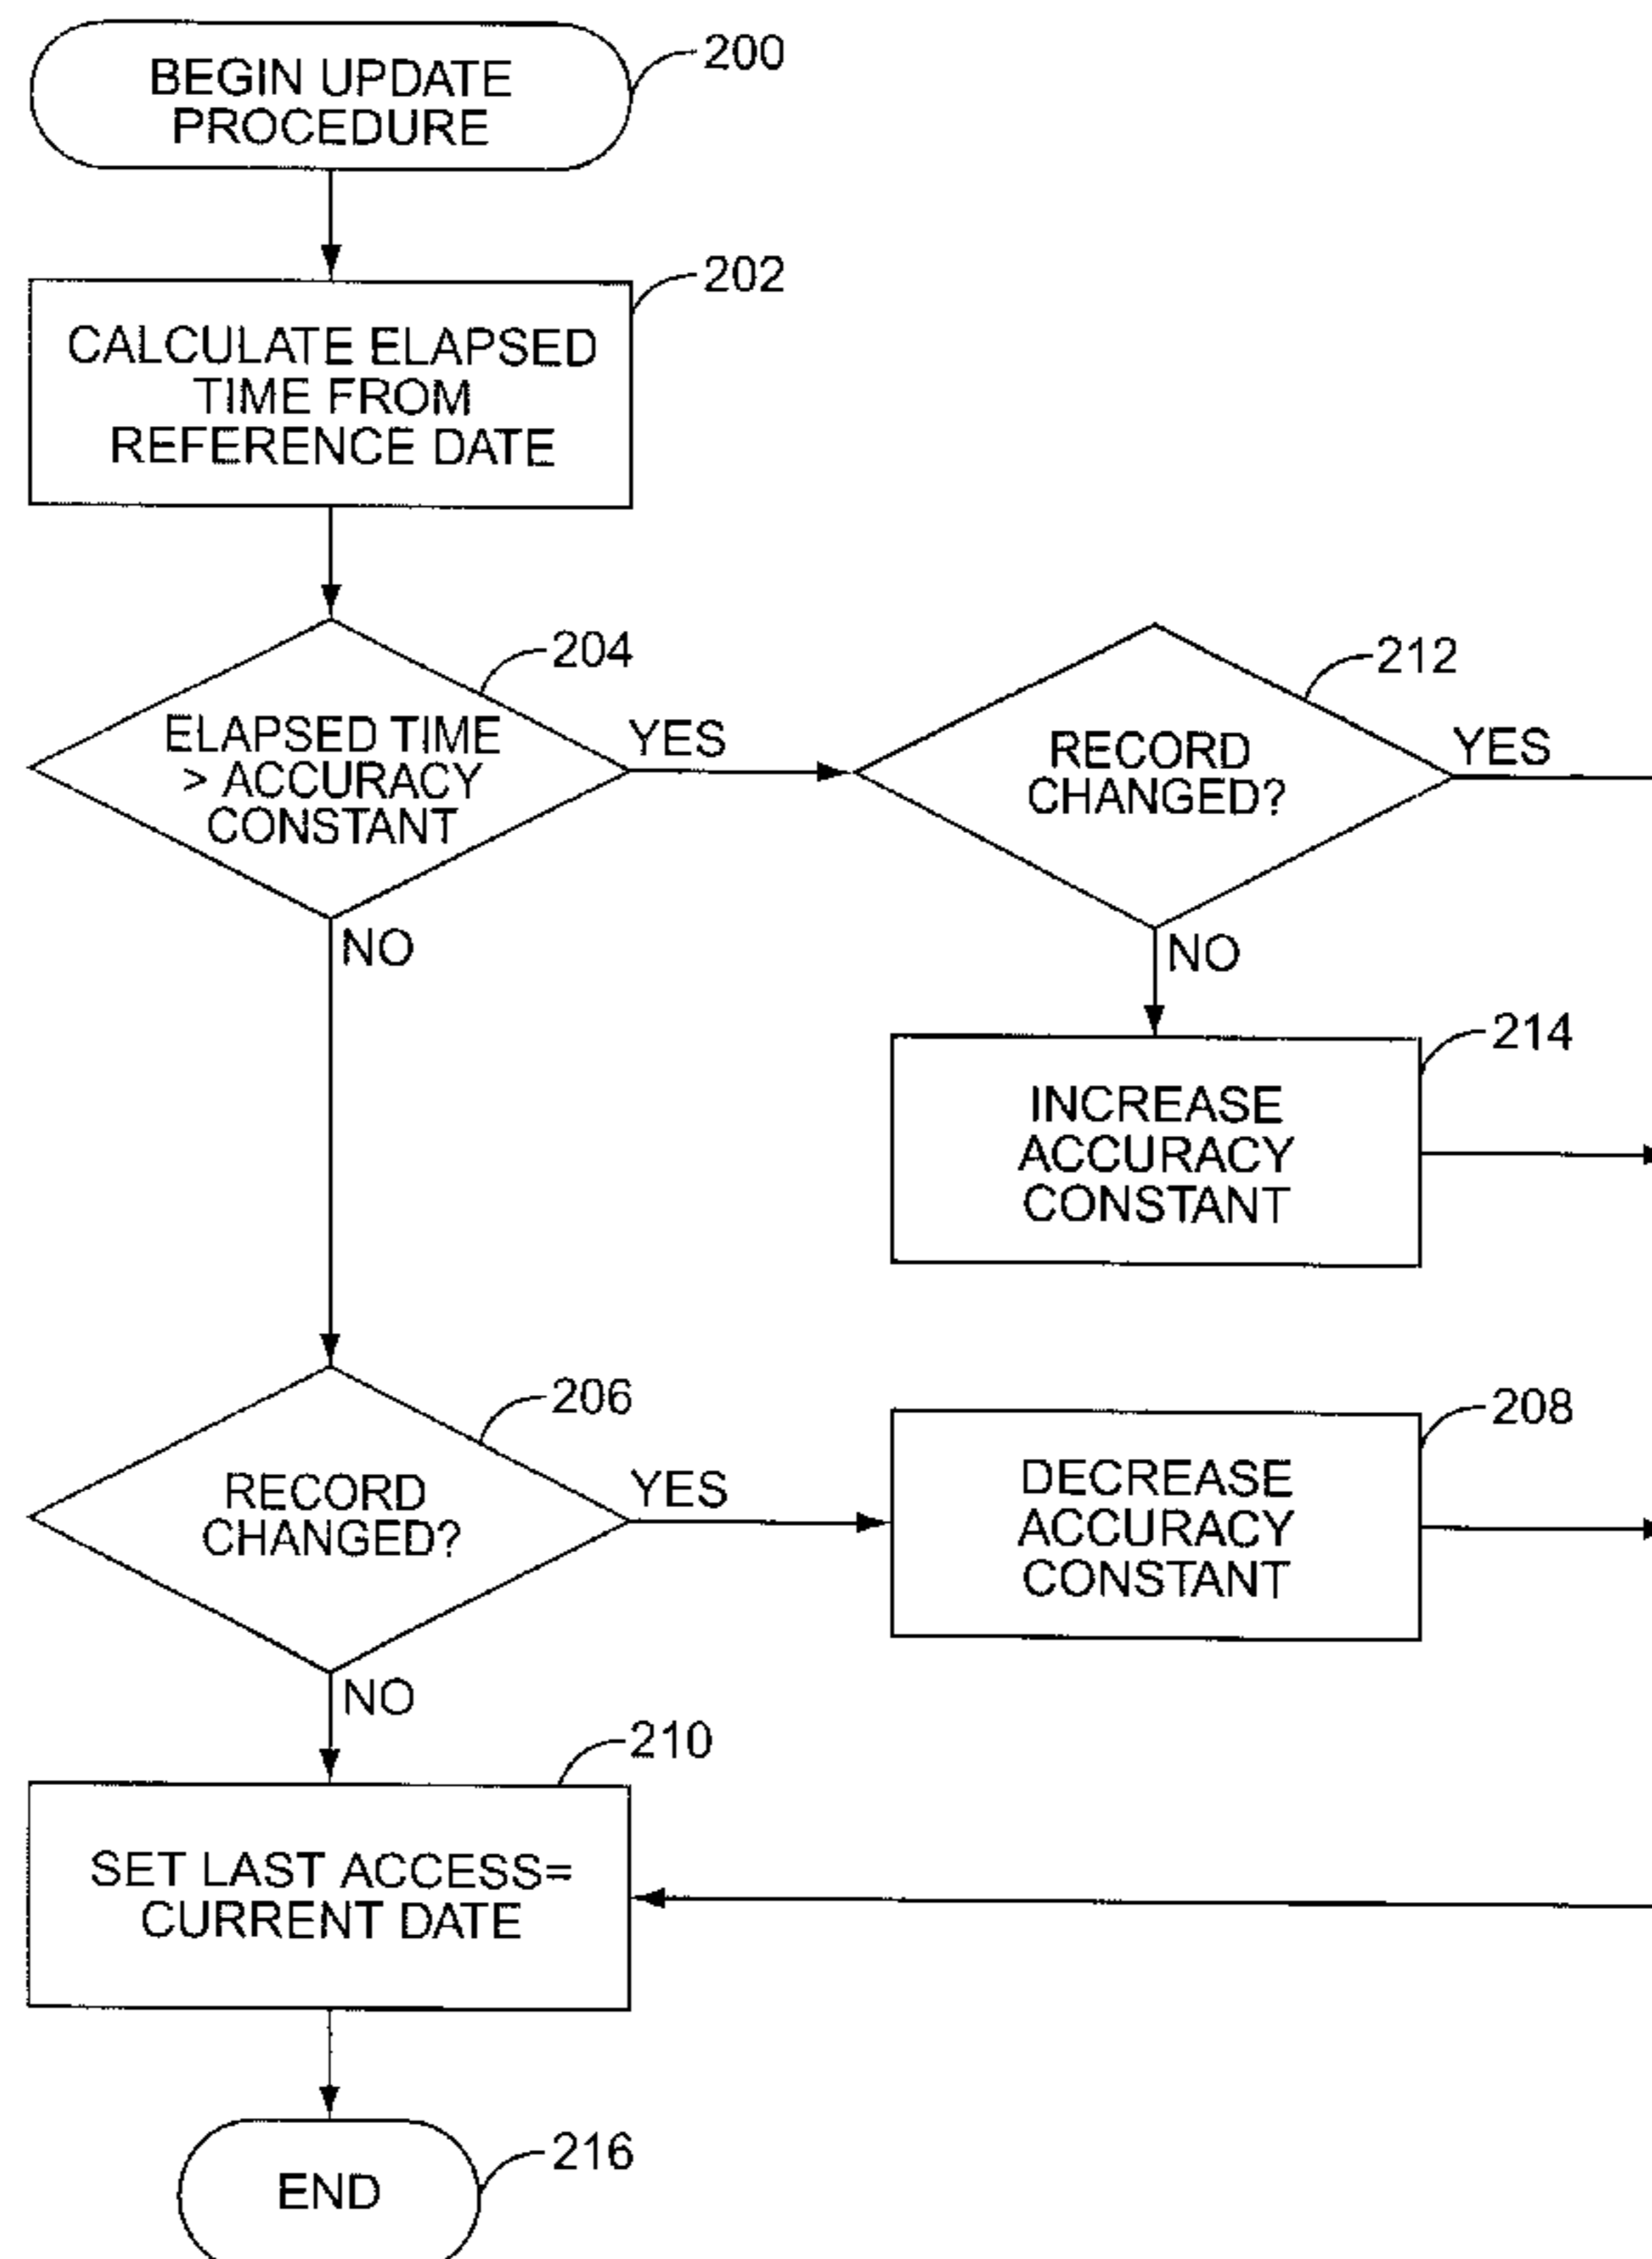 BEGIN UPDATE
PROCEDURE
200
CALCULATE ELAPSED
TIME FROM
REFERENCE DATE
202
ELAPSED TIME
> ACCURACY
CONSTANT
204
YES
NO
RECORD
CHANGED?
212
YES
NO
INCREASE
ACCURACY
CONSTANT
214
RECORD
CHANGED?
206
YES
NO
DECREASE
ACCURACY
CONSTANT
208
SET LAST ACCESS=
CURRENT DATE
210
END
216